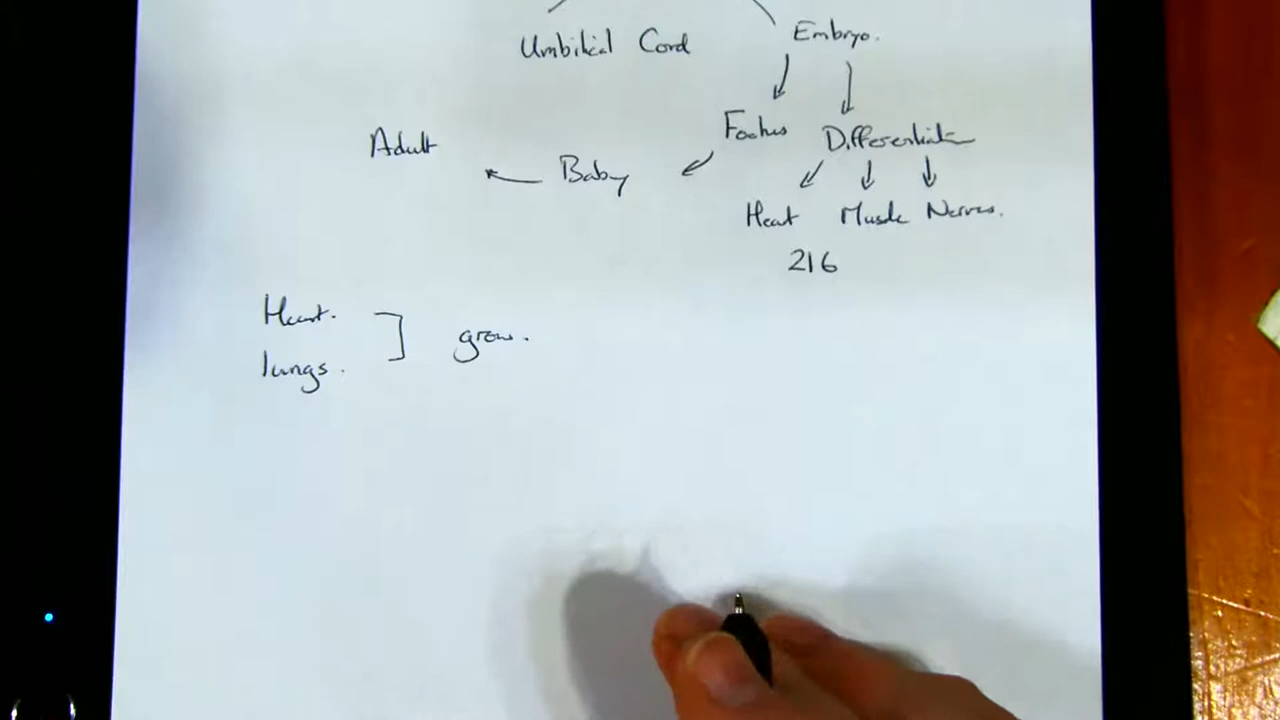 Umbilical Cord
Embryo.
Foetus
Differentiate
Adult
Baby
Heart Muscle Nerves.
216
Heart.
lungs.
grow.